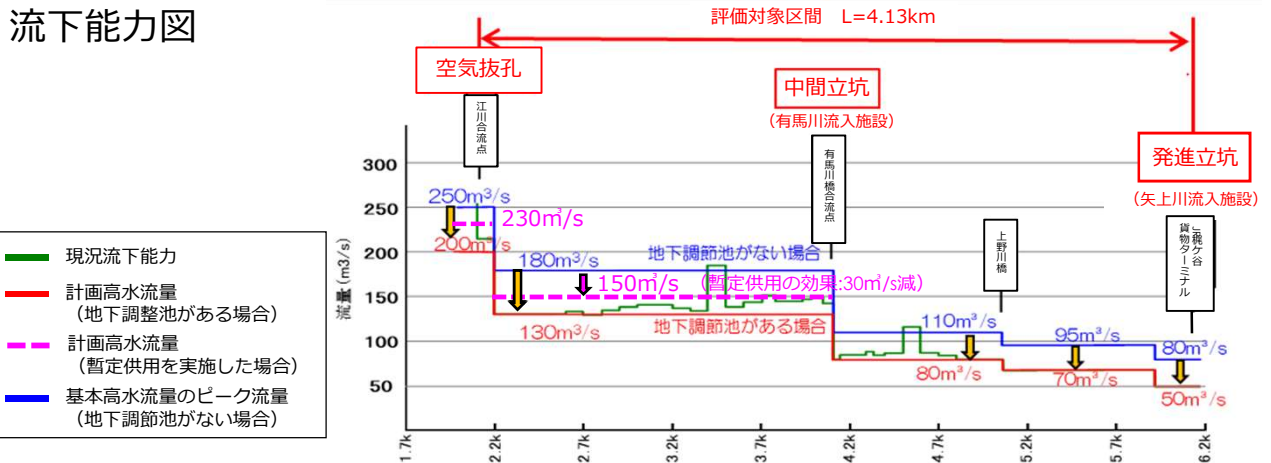 流下能力図
評価対象区間　L=4.13km
空気抜孔
江川合流点
中間立坑
(有馬川流入施設)
有馬川橋合流点
発進立坑
(矢上川流入施設)
上野川橋
貨物ターミナル
流量(m3/s)
300
250
200
150
100
50
250m³/s
230㎥/s
200m³/s
180m³/s
地下調節池がない場合
150㎥/s　(暫定供用の効果:30㎥/s減)
130m³/s
地下調節池がある場合
110m³/s
95m³/s
80m³/s
80m³/s
70m³/s
50m³/s
1.7k
2.2k
2.7k
3.2k
3.7k
4.2k
4.7k
5.2k
5.7k
6.2k
現況流下能力
計画高水流量
(地下調整池がある場合)
計画高水流量
(暫定供用を実施した場合)
基本高水流量のピーク流量
(地下調節池がない場合)